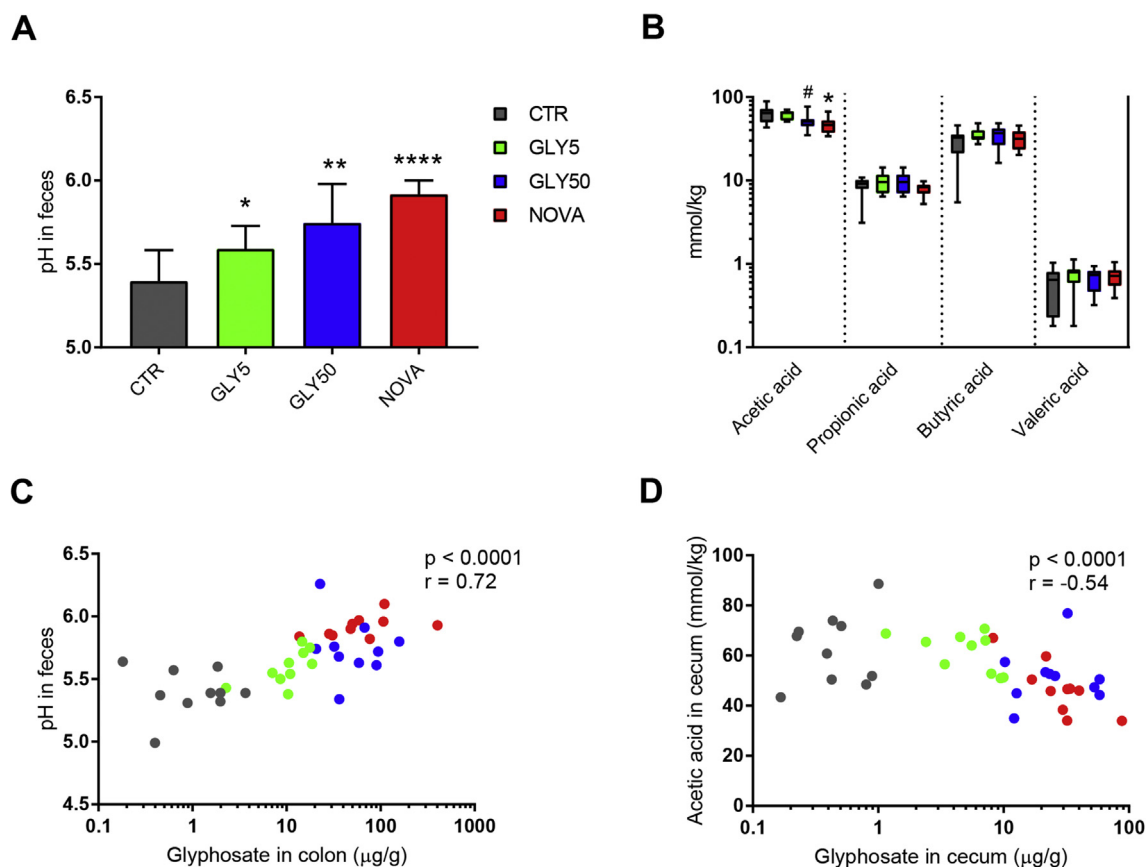 A
pH in feces
6.5
6.0
5.5
5.0
*
**
****
CTR
GLY5
GLY50
NOVA
CTR
GLY5
GLY50
NOVA
B
mmol/kg
100
10
1
0.1
#
*
Acetic acid
Propionic acid
Butyric acid
Valeric acid
C
pH in feces
6.5
6.0
5.5
5.0
4.5
p < 0.0001
r = 0.72
0.1
1
10
100
1000
Glyphosate in colon (μg/g)
D
Acetic acid in cecum (mmol/kg)
100
80
60
40
20
0
p < 0.0001
r = -0.54
0.1
1
10
100
Glyphosate in cecum (μg/g)